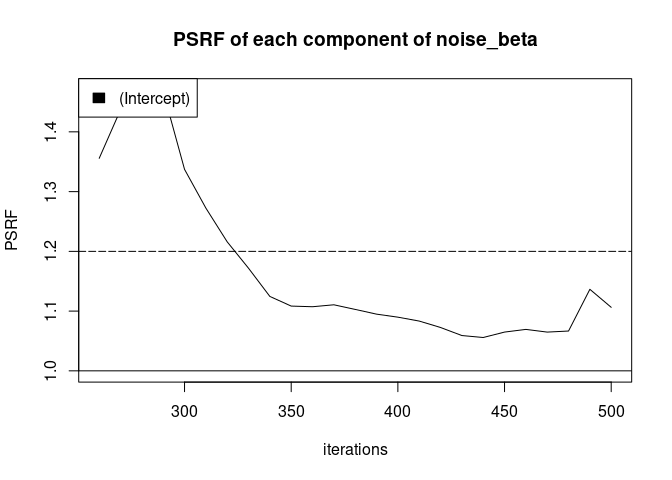 PSRF of each component of noise_beta
(Intercept)
PSRF
1.4
1.3
1.2
1.1
1.0
300 350 400 450 500
iterations